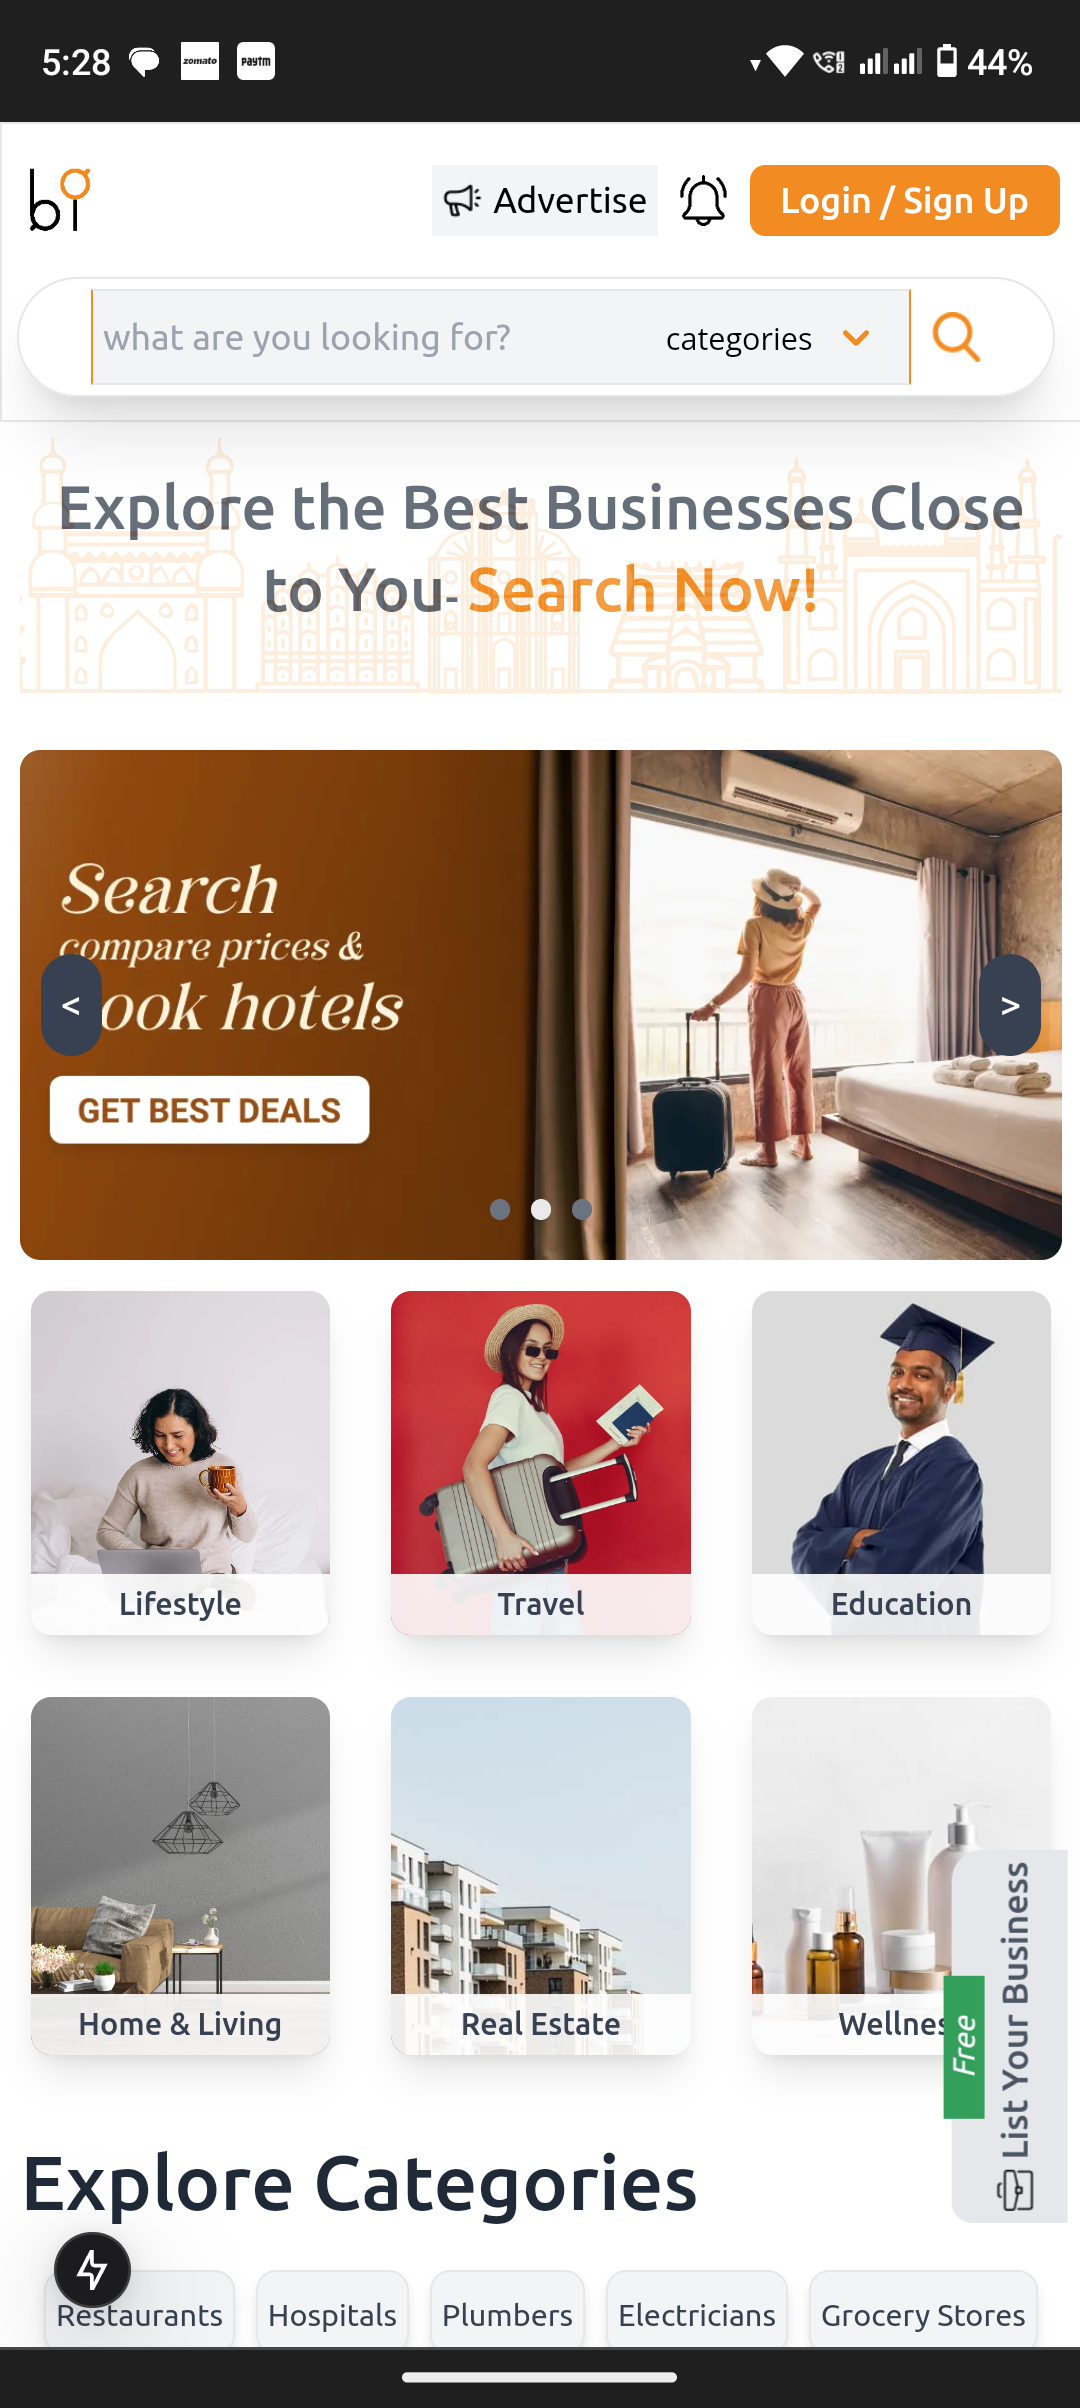 5:28 zomato paytm 44%
bi
Advertise
Login / Sign Up
what are you looking for?
categories
Explore the Best Businesses Close
to You- Search Now!
Search
compare prices &
ook hotels
< >
GET BEST DEALS
Lifestyle
Travel
Education
Home & Living
Real Estate
Wellnes
Free
List Your Business
Explore Categories
Restaurants
Hospitals
Plumbers
Electricians
Grocery Stores